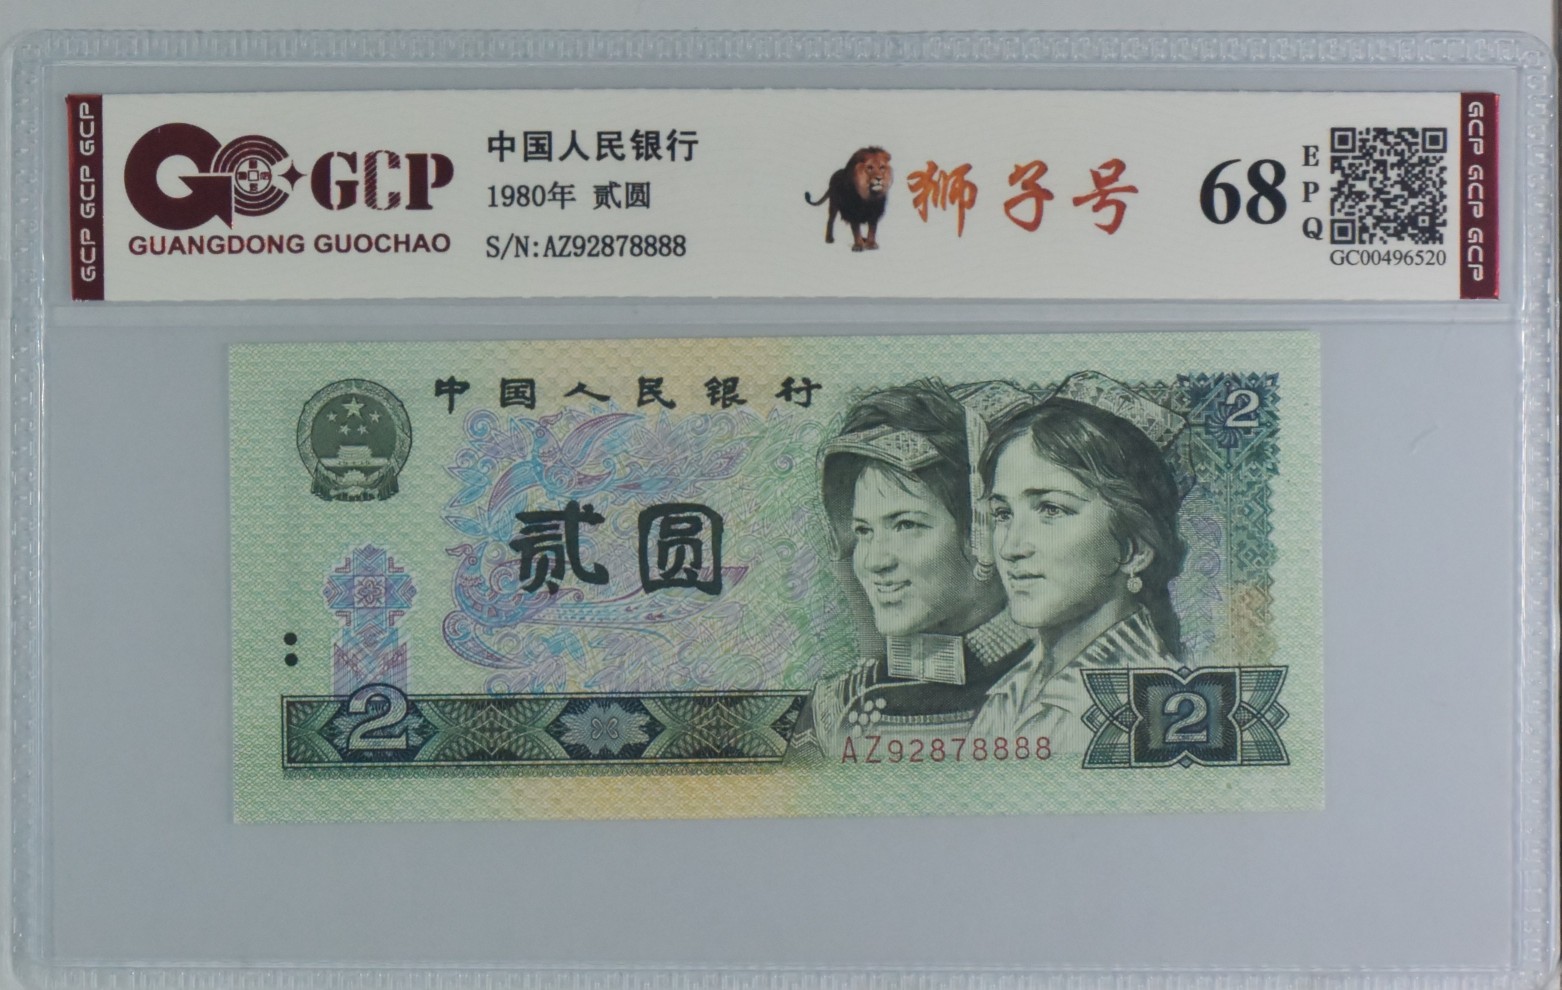 GCP GCP GCP
GCP
GUANGDONG GUOCHAO
中国人民银行
1980年 贰圆
S/N:AZ92878888
狮子号
68
EPQ
GC00496520
GCP GCP GCP
中国人民银行
2
贰圆
2
2
AZ92878888